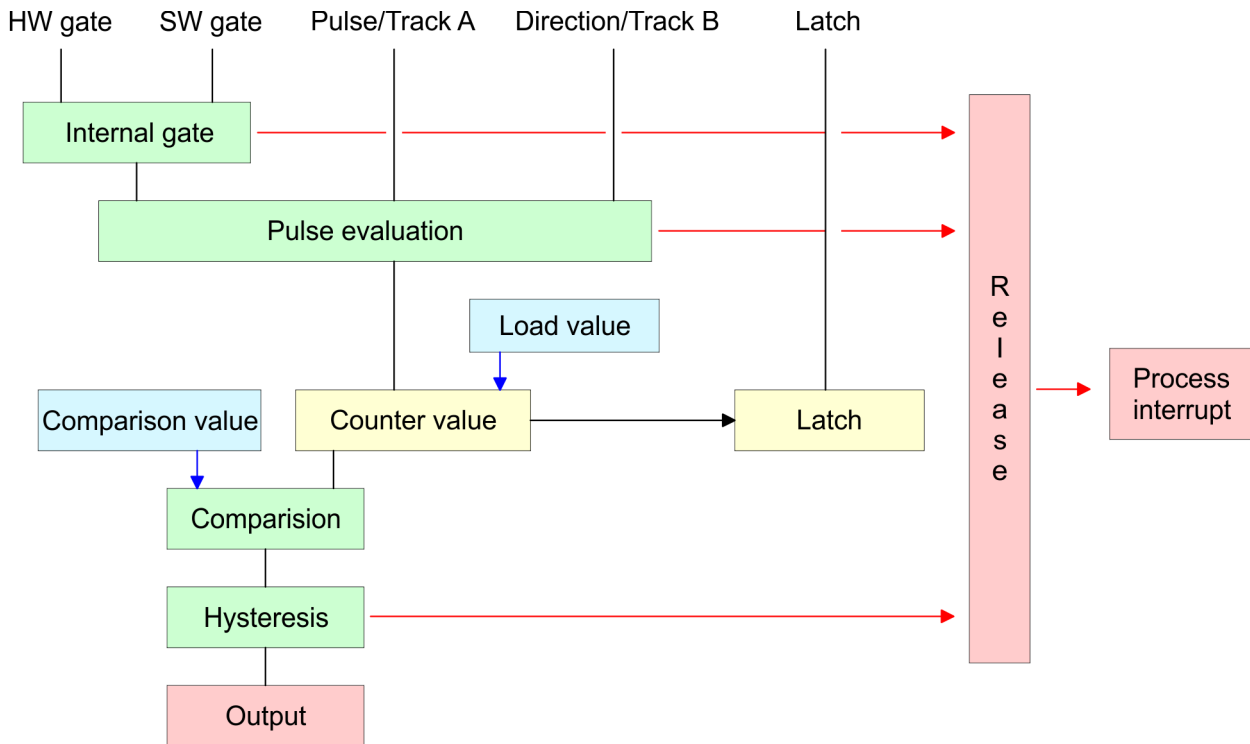 HW gate
SW gate
Pulse/Track A
Direction/Track B
Latch
Internal gate
Pulse evaluation
Load value
Comparison value
Counter value
Latch
Comparision
Hysteresis
Output
Release
Process
interrupt